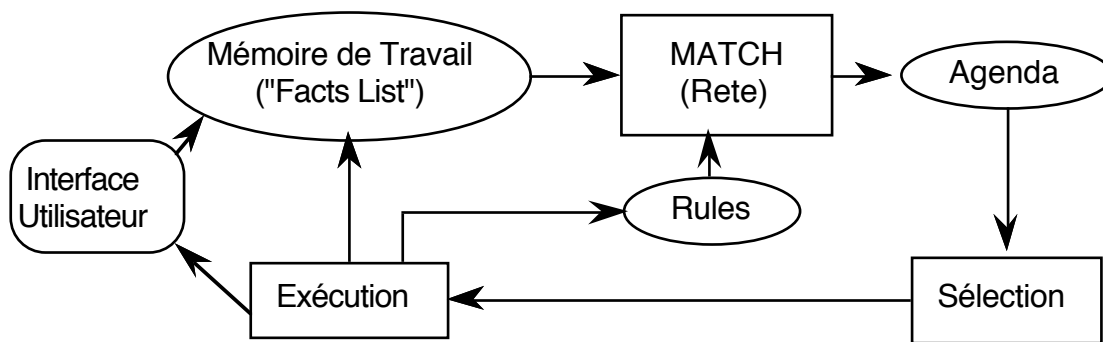 Mémoire de Travail
("Facts List")
MATCH
(Rete)
Agenda
Interface
Utilisateur
Rules
Exécution
Sélection